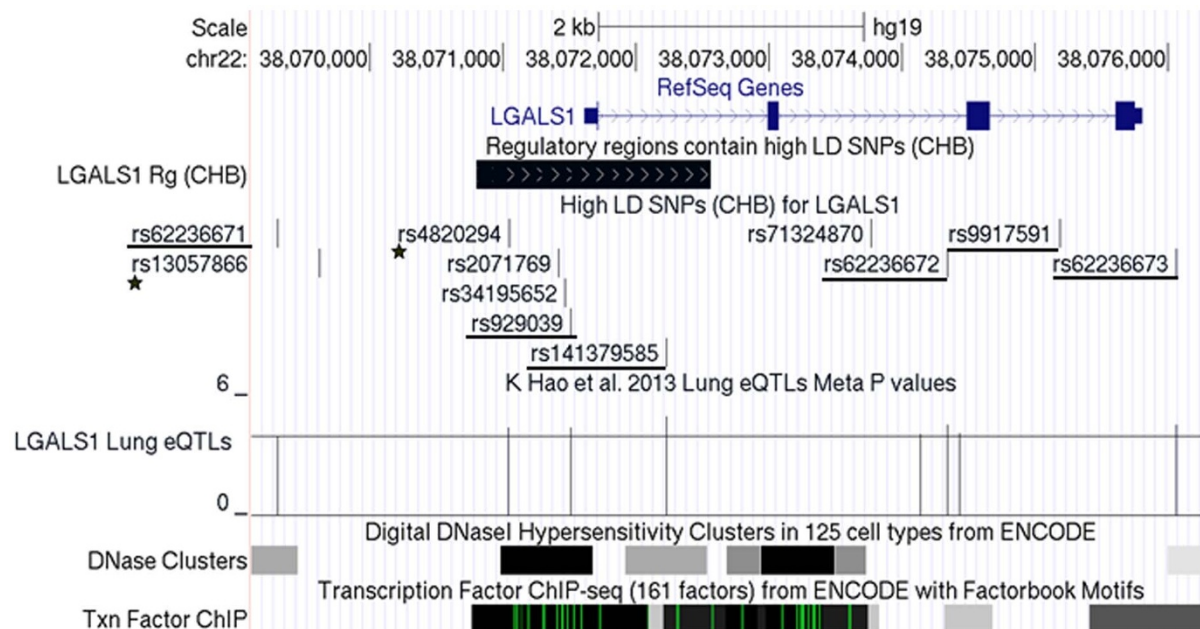 Scale 2 kb hg19
chr22: 38,070,000 38,071,000 38,072,000 38,073,000 38,074,000 38,075,000 38,076,000
RefSeq Genes
LGALS1
Regulatory regions contain high LD SNPs (CHB)
LGALS1 Rg (CHB)
High LD SNPs (CHB) for LGALS1
rs62236671 rs4820294 rs71324870 rs9917591
rs13057866 rs2071769 rs62236672 rs62236673
rs34195652
rs929039
rs141379585
K Hao et al. 2013 Lung eQTLs Meta P values
6
LGALS1 Lung eQTLs
0
Digital DNaseI Hypersensitivity Clusters in 125 cell types from ENCODE
DNase Clusters
Transcription Factor ChIP-seq (161 factors) from ENCODE with Factorbook Motifs
Txn Factor ChIP